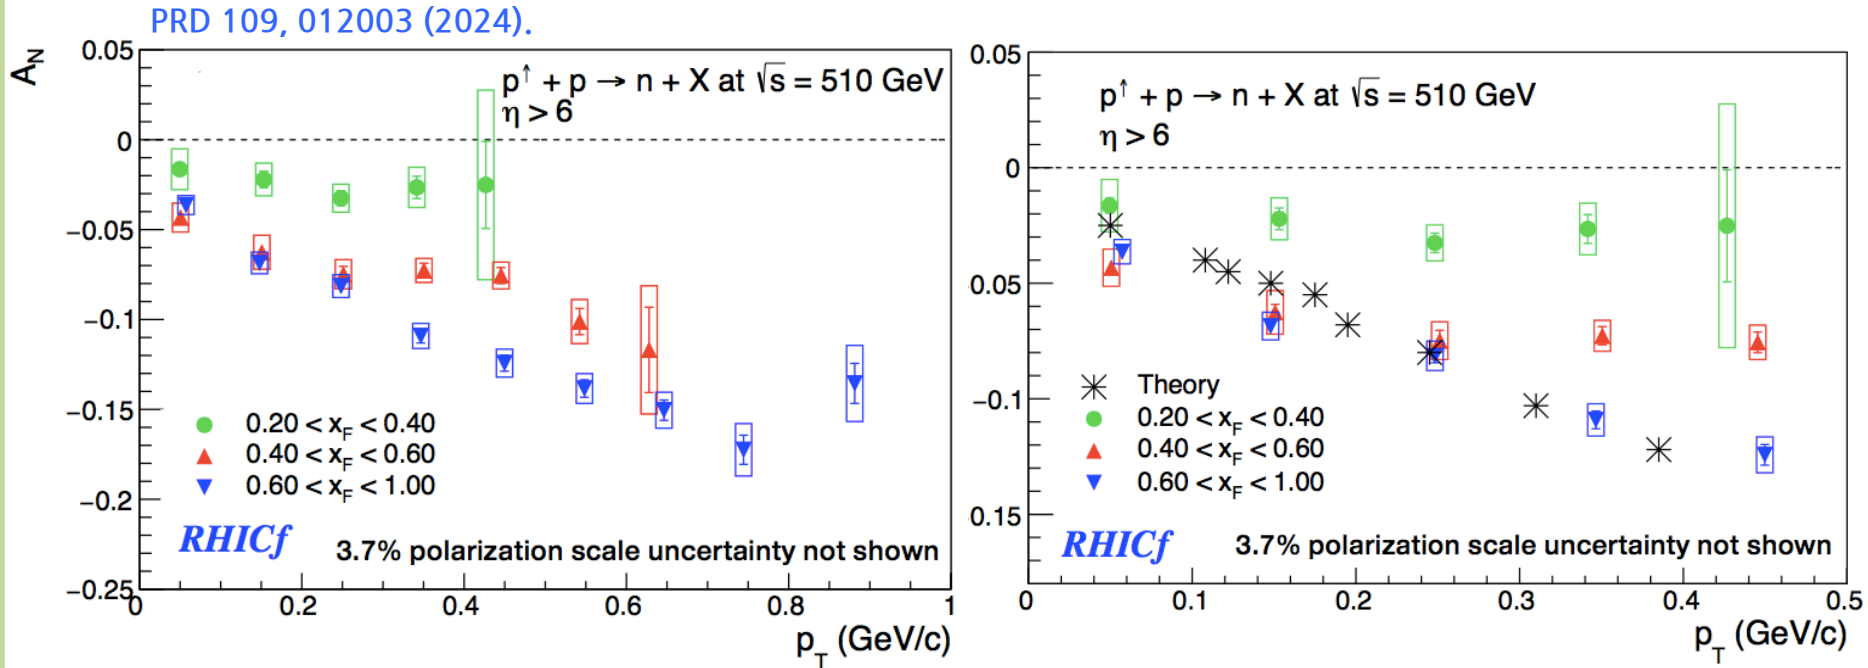 PRD 109, 012003 (2024).
A_N
0.05
0
−0.05
−0.1
−0.15
−0.2
−0.25
p↑ + p → n + X at √s = 510 GeV
η > 6
0.20 < x_F < 0.40
0.40 < x_F < 0.60
0.60 < x_F < 1.00
RHICf
3.7% polarization scale uncertainty not shown
0 0.2 0.4 0.6 0.8 1
p_T (GeV/c)
0.05
0
0.05
−0.1
0.15
p↑ + p → n + X at √s = 510 GeV
η > 6
Theory
0.20 < x_F < 0.40
0.40 < x_F < 0.60
0.60 < x_F < 1.00
RHICf
3.7% polarization scale uncertainty not shown
0 0.1 0.2 0.3 0.4 0.5
p_T (GeV/c)